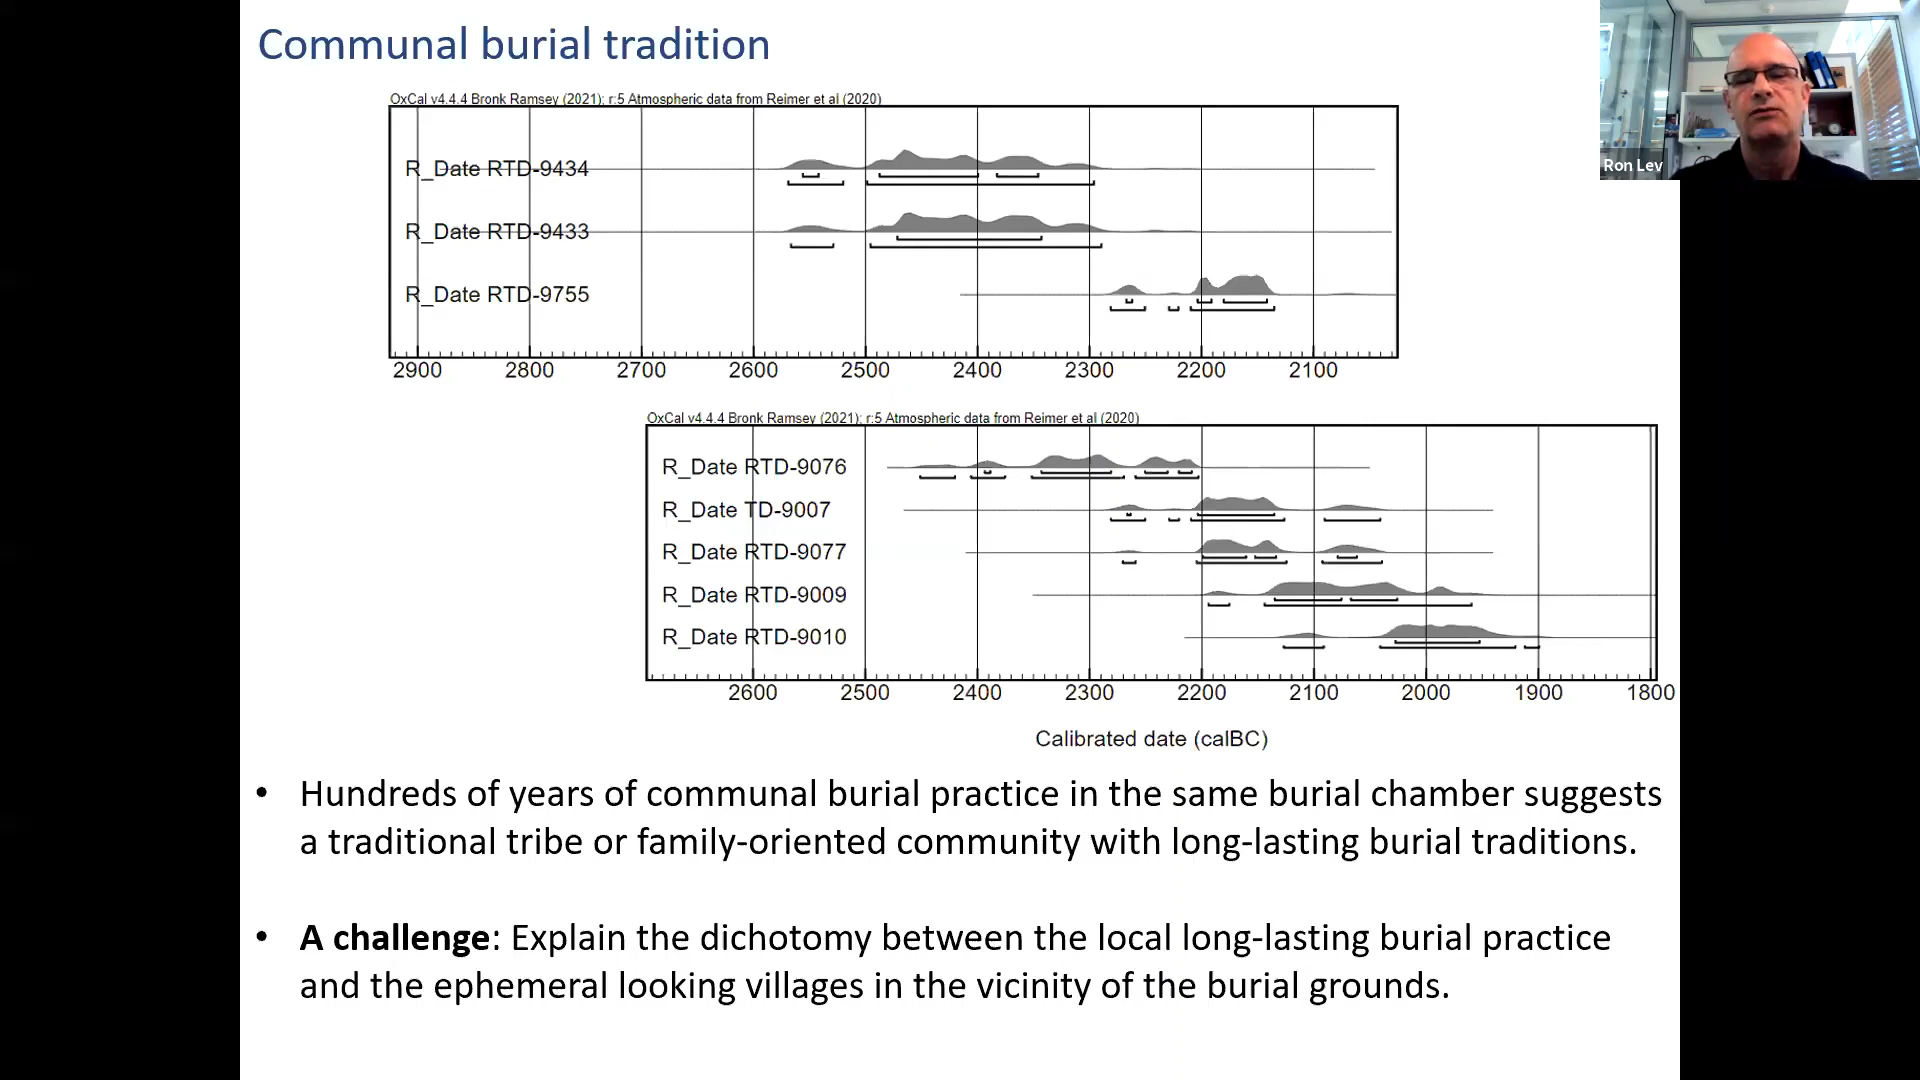 Communal burial tradition
Ron Lev
OxCal v4.4.4 Bronk Ramsey (2021); r:5 Atmospheric data from Reimer et al (2020)
R_Date RTD-9434
R_Date RTD-9433
R_Date RTD-9755
2900 2800 2700 2600 2500 2400 2300 2200 2100
OxCal v4.4.4 Bronk Ramsey (2021); r:5 Atmospheric data from Reimer et al (2020)
R_Date RTD-9076
R_Date TD-9007
R_Date RTD-9077
R_Date RTD-9009
R_Date RTD-9010
2600 2500 2400 2300 2200 2100 2000 1900 1800
Calibrated date (calBC)
• Hundreds of years of communal burial practice in the same burial chamber suggests
a traditional tribe or family-oriented community with long-lasting burial traditions.
• A challenge: Explain the dichotomy between the local long-lasting burial practice
and the ephemeral looking villages in the vicinity of the burial grounds.